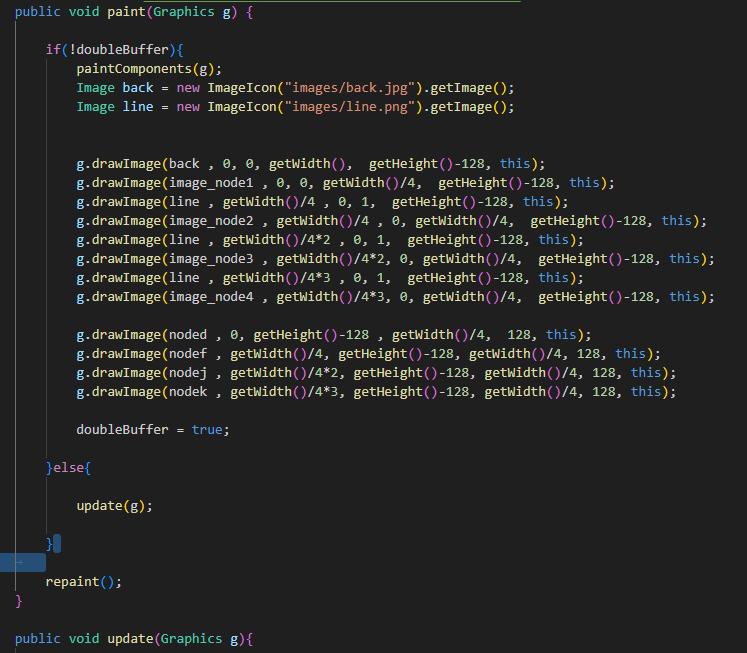 public void paint(Graphics g) {
if(!doubleBuffer){
paintComponents(g);
Image back = new ImageIcon("images/back.jpg").getImage();
Image line = new ImageIcon("images/line.png").getImage();
g.drawImage(back , 0, 0, getWidth(),  getHeight()-128, this);
g.drawImage(image_node1 , 0, 0, getWidth()/4,  getHeight()-128, this);
g.drawImage(line , getWidth()/4 , 0, 1,  getHeight()-128, this);
g.drawImage(image_node2 , getWidth()/4 , 0, getWidth()/4,  getHeight()-128, this);
g.drawImage(line , getWidth()/4*2 , 0, 1,  getHeight()-128, this);
g.drawImage(image_node3 , getWidth()/4*2, 0, getWidth()/4,  getHeight()-128, this);
g.drawImage(line , getWidth()/4*3 , 0, 1,  getHeight()-128, this);
g.drawImage(image_node4 , getWidth()/4*3, 0, getWidth()/4,  getHeight()-128, this);
g.drawImage(noded , 0, getHeight()-128 , getWidth()/4,  128, this);
g.drawImage(nodef , getWidth()/4, getHeight()-128, getWidth()/4, 128, this);
g.drawImage(nodej , getWidth()/4*2, getHeight()-128, getWidth()/4, 128, this);
g.drawImage(nodek , getWidth()/4*3, getHeight()-128, getWidth()/4, 128, this);
doubleBuffer = true;
}else{
update(g);
}
repaint();
}
public void update(Graphics g){